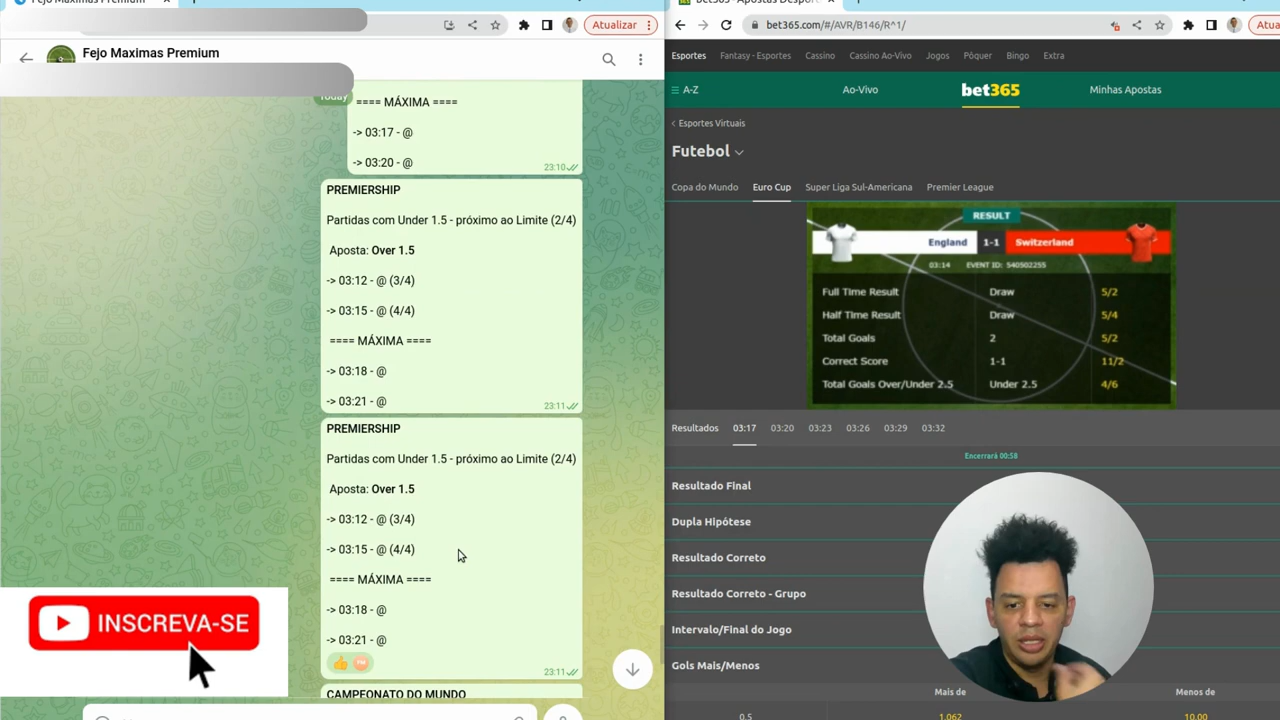 Atualizar
Fejo Maximas Premium
Today
==== MÁXIMA ====
-> 03:17 - @
-> 03:20 - @
23:10
PREMIERSHIP
Partidas com Under 1.5 - próximo ao Limite (2/4)
Aposta: Over 1.5
-> 03:12 - @ (3/4)
-> 03:15 - @ (4/4)
==== MÁXIMA ====
-> 03:18 - @
-> 03:21 - @
23:11
PREMIERSHIP
Partidas com Under 1.5 - próximo ao Limite (2/4)
Aposta: Over 1.5
-> 03:12 - @ (3/4)
-> 03:15 - @ (4/4)
==== MÁXIMA ====
-> 03:18 - @
-> 03:21 - @
23:11
CAMPEONATO DO MUNDO
INSCREVA-SE
bet365.com/#/AVR/B146/R^1/
Esportes Fantasy - Esportes Cassino Cassino Ao-Vivo Jogos Pôquer Bingo Extra
A-Z Ao-Vivo bet365 Minhas Apostas
Esportes Virtuais
Futebol
Copa do Mundo Euro Cup Super Liga Sul-Americana Premier League
RESULT
England 1-1 Switzerland
03:14 EVENT ID: 540502255
Full Time Result Draw 5/2
Half Time Result Draw 5/4
Total Goals 2 5/2
Correct Score 1-1 11/2
Total Goals Over/Under 2.5 Under 2.5 4/6
Resultados 03:17 03:20 03:23 03:26 03:29 03:32
Encerrará 00:58
Resultado Final
Dupla Hipótese
Resultado Correto
Resultado Correto - Grupo
Intervalo/Final do Jogo
Gols Mais/Menos
Mais de Menos de
0.5 1.062 10.00